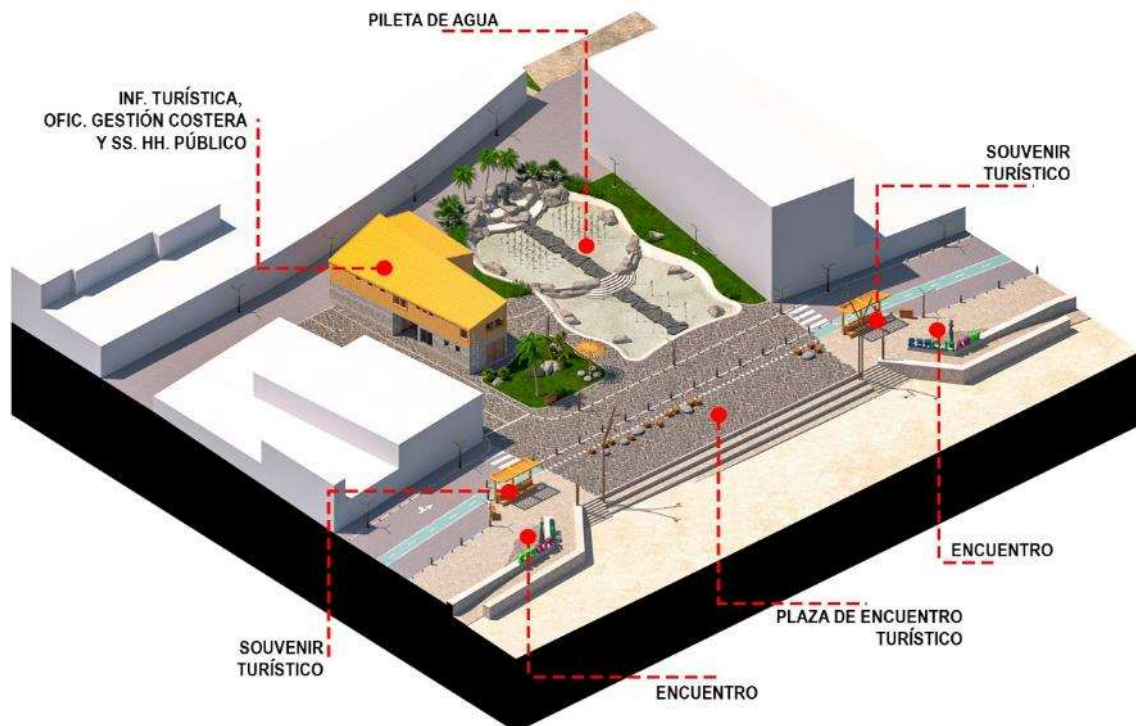 PILETA DE AGUA
INF. TURÍSTICA,
OFIC. GESTIÓN COSTERA
Y SS. HH. PÚBLICO
SOUVENIR
TURÍSTICO
ENCUENTRO
PLAZA DE ENCUENTRO
TURÍSTICO
SOUVENIR
TURÍSTICO
ENCUENTRO